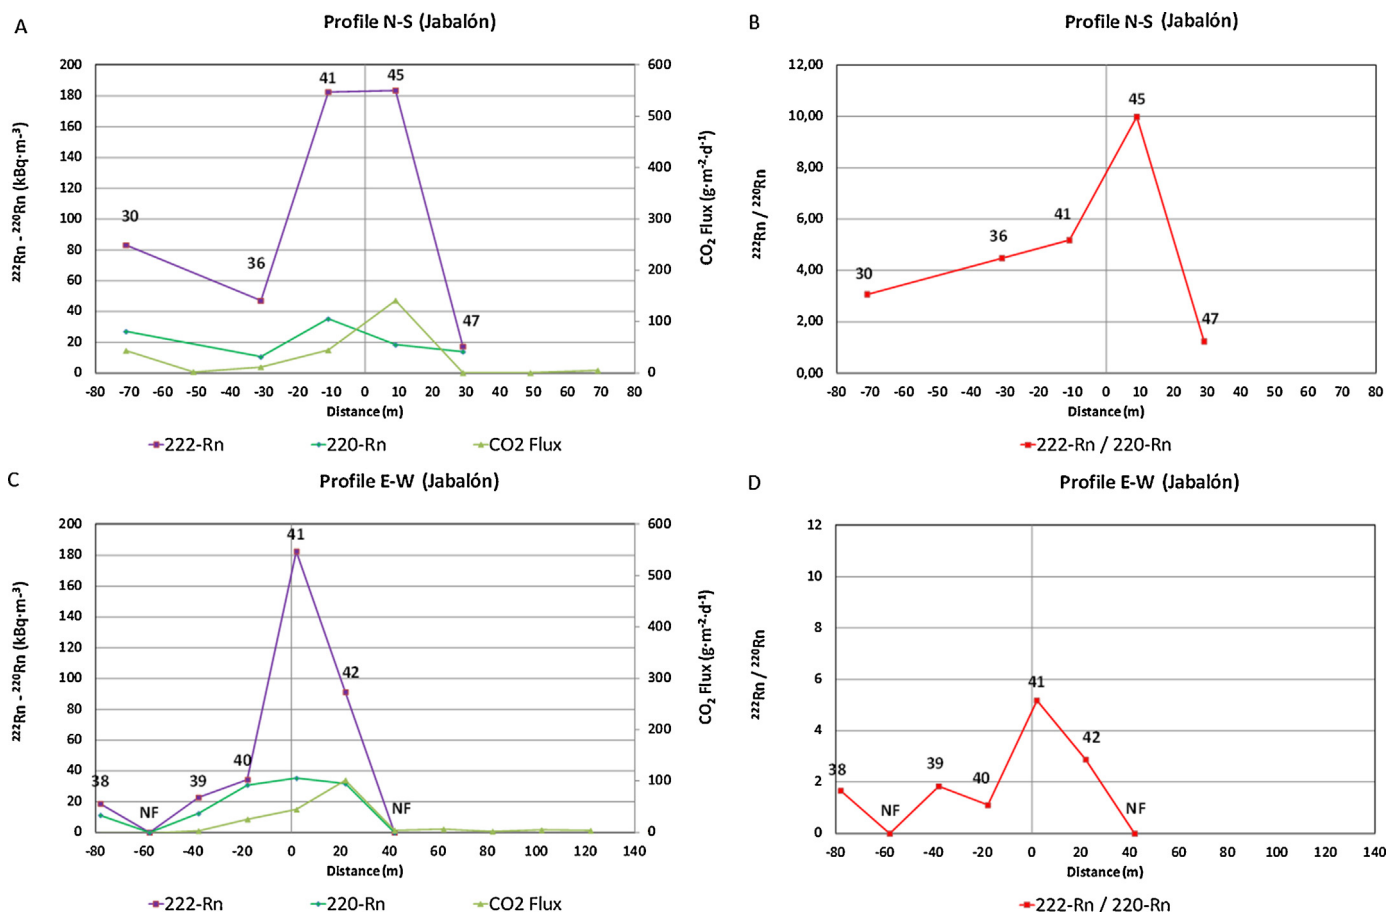 A
Profile N-S (Jabalón)
200
180
160
140
120
100
80
60
40
20
0
²²²Rn - ²²⁰Rn (kBq·m-³)
600
500
400
300
200
100
0
CO₂ Flux (g·m-²·d-¹)
30
36
41
45
47
-80 -70 -60 -50 -40 -30 -20 -10 0 10 20 30 40 50 60 70 80
Distance (m)
222-Rn 220-Rn CO2 Flux
B
Profile N-S (Jabalón)
12,00
10,00
8,00
6,00
4,00
2,00
0,00
²²²Rn / ²²⁰Rn
30
36
41
45
47
-80 -70 -60 -50 -40 -30 -20 -10 0 10 20 30 40 50 60 70 80
Distance (m)
222-Rn / 220-Rn
C
Profile E-W (Jabalón)
200
180
160
140
120
100
80
60
40
20
0
²²²Rn - ²²⁰Rn (kBq·m-³)
600
500
400
300
200
100
0
CO₂ Flux (g·m-²·d-¹)
38
NF
39
40
41
42
NF
-80 -60 -40 -20 0 20 40 60 80 100 120 140
Distance (m)
222-Rn 220-Rn CO2 Flux
D
Profile E-W (Jabalón)
12
10
8
6
4
2
0
²²²Rn / ²²⁰Rn
38
NF
39
40
41
42
NF
-80 -60 -40 -20 0 20 40 60 80 100 120 140
Distance (m)
222-Rn / 220-Rn